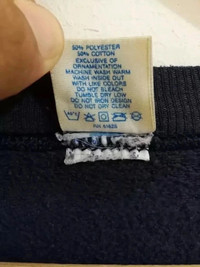 50% POLYESTER
50% COTTON
EXCLUSIVE OF
ORNAMENTATION
MACHINE WASH WARM
WASH INSIDE OUT
WITH LIKE COLORS
DO NOT BLEACH
TUMBLE DRY LOW
DO NOT IRON DESIGN
DO NOT DRY CLEAN